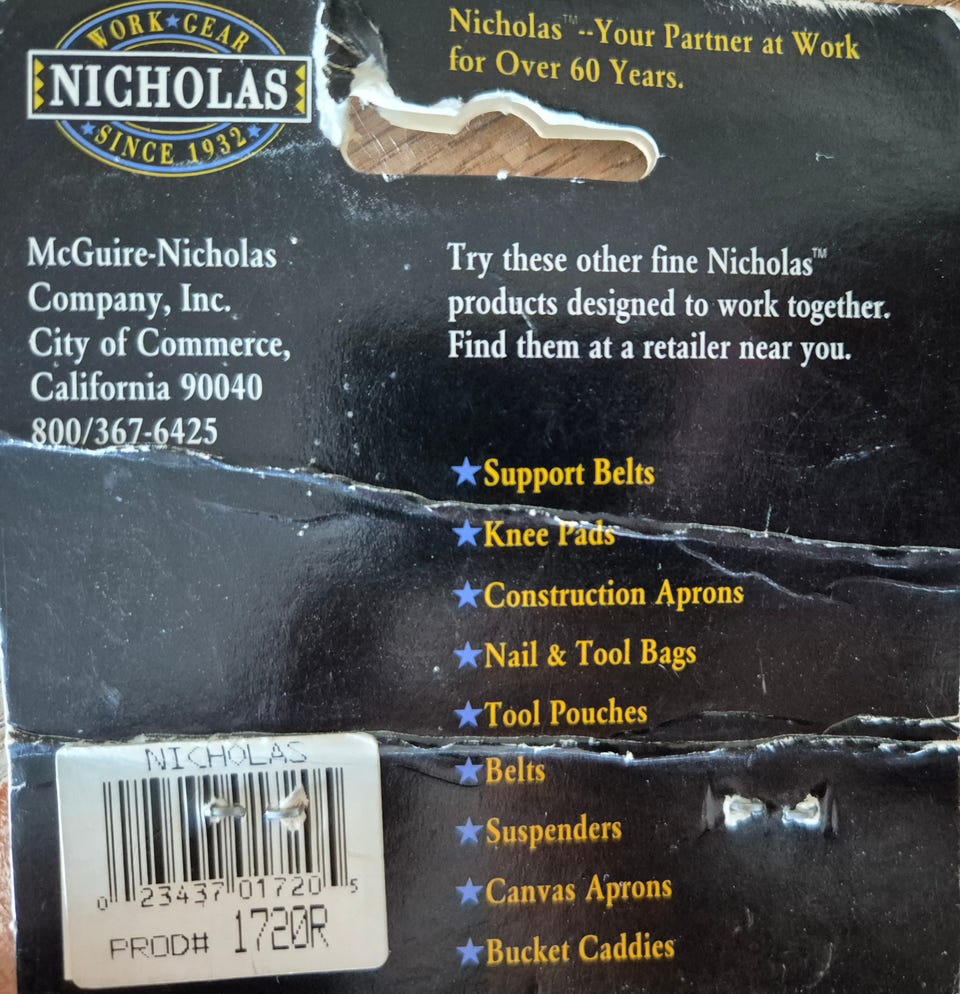 WORK★GEAR
NICHOLAS
★SINCE 1932★
Nicholas™--Your Partner at Work
for Over 60 Years.
McGuire-Nicholas
Company, Inc.
City of Commerce,
California 90040
800/367-6425
Try these other fine Nicholas™
products designed to work together.
Find them at a retailer near you.
★Support Belts
★Knee Pads
★Construction Aprons
★Nail & Tool Bags
★Tool Pouches
★Belts
★Suspenders
★Canvas Aprons
★Bucket Caddies
NICHOLAS
0 23437 01720 5
PROD# 1720R